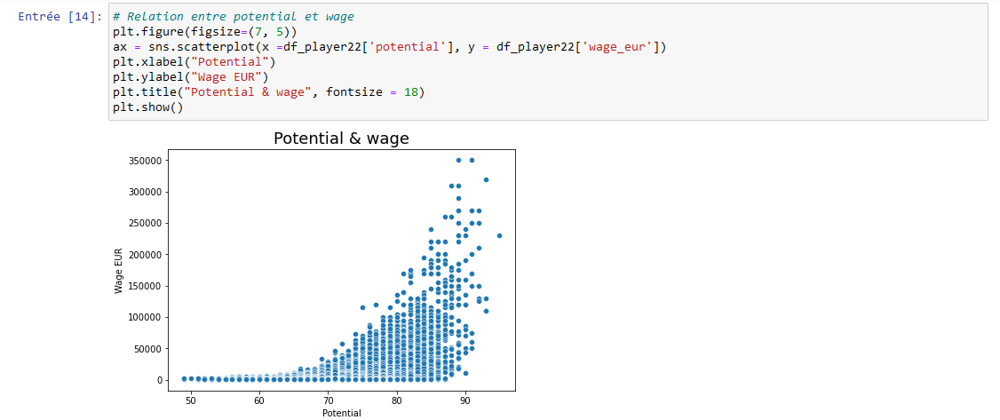 Entrée [14]:
# Relation entre potential et wage
plt.figure(figsize=(7, 5))
ax = sns.scatterplot(x =df_player22['potential'], y = df_player22['wage_eur'])
plt.xlabel("Potential")
plt.ylabel("Wage EUR")
plt.title("Potential & wage", fontsize = 18)
plt.show()
Potential & wage
350000
300000
250000
200000
150000
100000
50000
0
Wage EUR
50 60 70 80 90
Potential